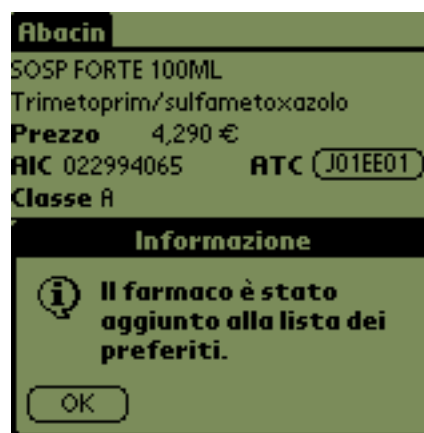 Abacin
SOSP FORTE 100ML
Trimetoprim/sulfametoxazolo
Prezzo 4,290 €
AIC 022994065 ATC J01EE01
Classe A
Informazione
Il farmaco è stato
aggiunto alla lista dei
preferiti.
OK